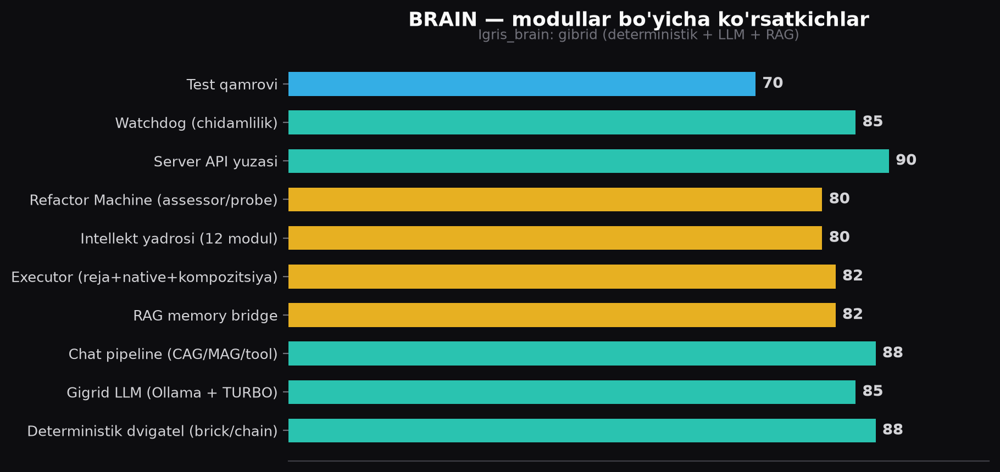 BRAIN — modullar bo'yicha ko'rsatkichlar
Igris_brain: gibrid (deterministik + LLM + RAG)
Test qamrovi 70
Watchdog (chidamlilik) 85
Server API yuzasi 90
Refactor Machine (assessor/probe) 80
Intellekt yadrosi (12 modul) 80
Executor (reja+native+kompozitsiya) 82
RAG memory bridge 82
Chat pipeline (CAG/MAG/tool) 88
Gigrid LLM (Ollama + TURBO) 85
Deterministik dvigatel (brick/chain) 88